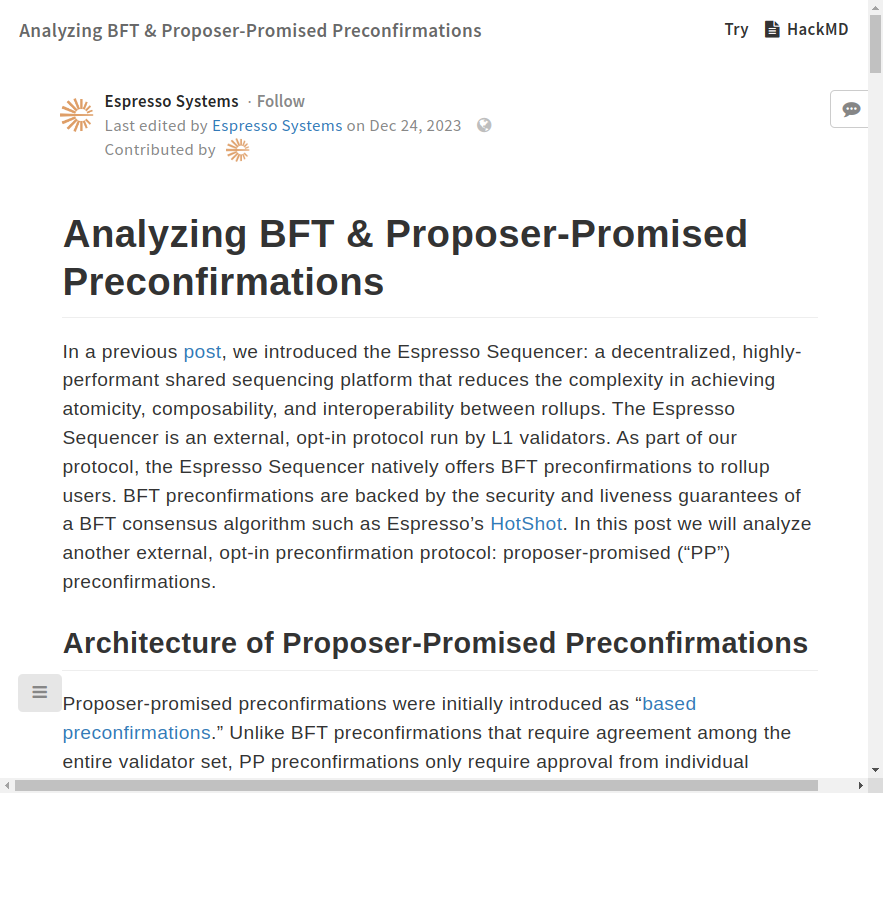 Analyzing BFT & Proposer-Promised Preconfirmations
Try HackMD
Espresso Systems · Follow
Last edited by Espresso Systems on Dec 24, 2023
Contributed by
Analyzing BFT & Proposer-Promised
Preconfirmations
In a previous post, we introduced the Espresso Sequencer: a decentralized, highly-
performant shared sequencing platform that reduces the complexity in achieving
atomicity, composability, and interoperability between rollups. The Espresso
Sequencer is an external, opt-in protocol run by L1 validators. As part of our
protocol, the Espresso Sequencer natively offers BFT preconfirmations to rollup
users. BFT preconfirmations are backed by the security and liveness guarantees of
a BFT consensus algorithm such as Espresso’s HotShot. In this post we will analyze
another external, opt-in preconfirmation protocol: proposer-promised (“PP”)
preconfirmations.
Architecture of Proposer-Promised Preconfirmations
Proposer-promised preconfirmations were initially introduced as “based
preconfirmations.” Unlike BFT preconfirmations that require agreement among the
entire validator set, PP preconfirmations only require approval from individual